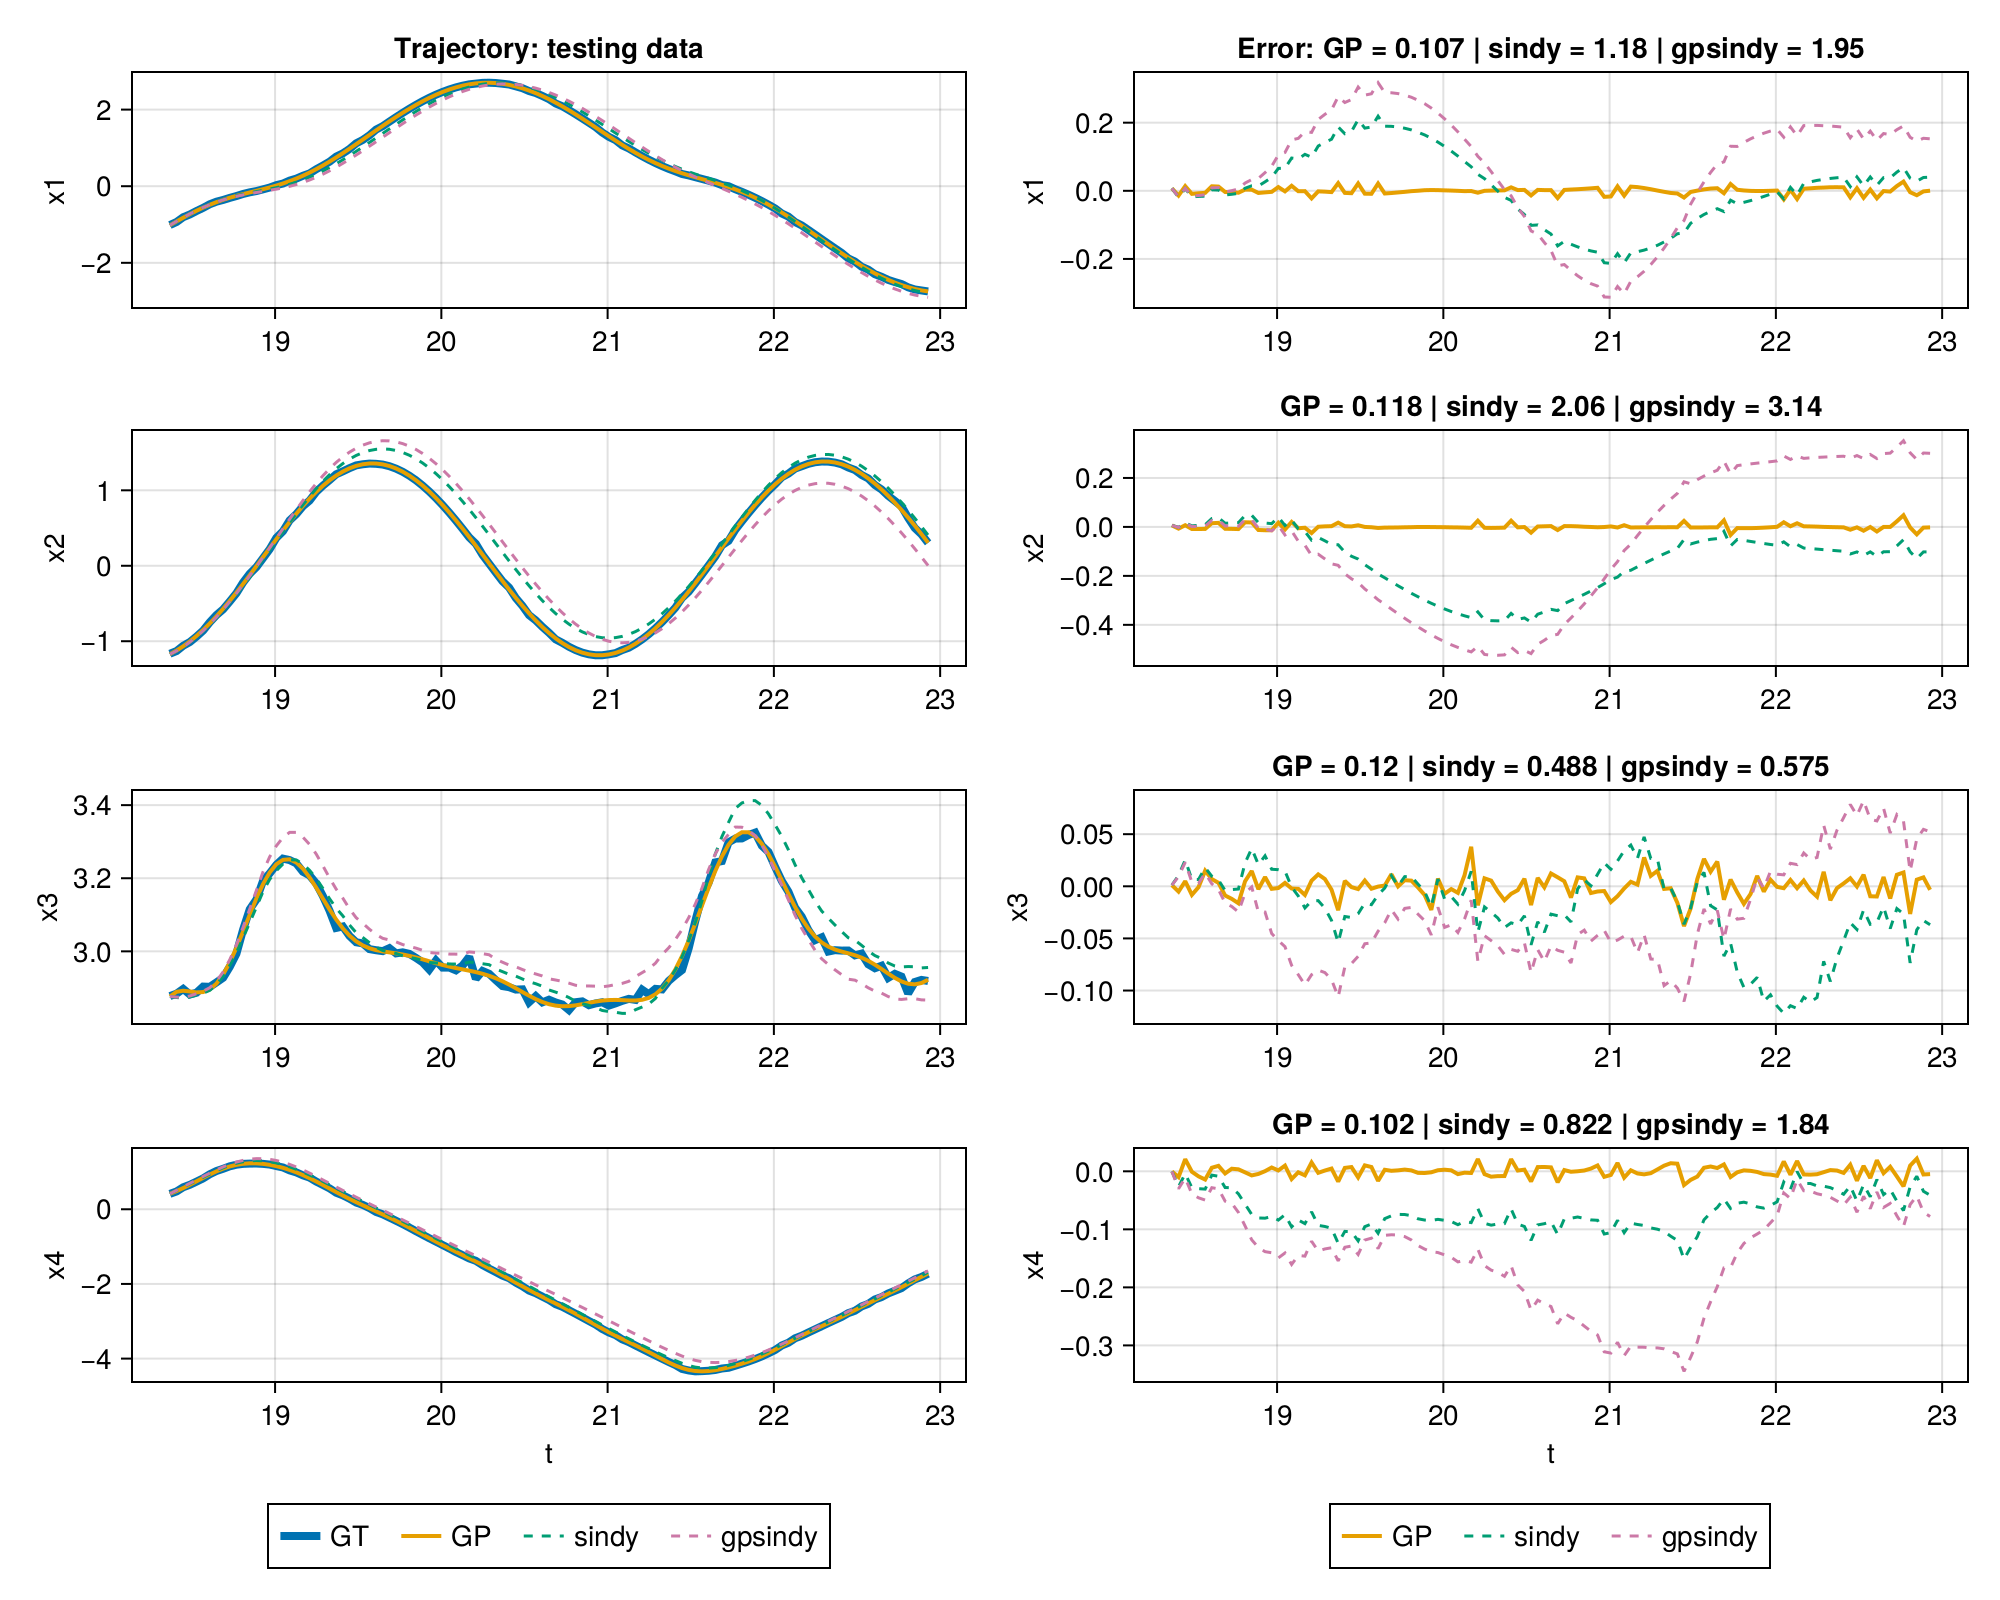 Trajectory: testing data
x1
2
0
−2
19 20 21 22 23
Error: GP = 0.107 | sindy = 1.18 | gpsindy = 1.95
x1
0.2
0.0
−0.2
19 20 21 22 23
x2
1
0
−1
19 20 21 22 23
GP = 0.118 | sindy = 2.06 | gpsindy = 3.14
x2
0.2
0.0
−0.2
−0.4
19 20 21 22 23
x3
3.4
3.2
3.0
19 20 21 22 23
GP = 0.12 | sindy = 0.488 | gpsindy = 0.575
x3
0.05
0.00
−0.05
−0.10
19 20 21 22 23
x4
0
−2
−4
19 20 21 22 23
t
GP = 0.102 | sindy = 0.822 | gpsindy = 1.84
x4
0.0
−0.1
−0.2
−0.3
19 20 21 22 23
t
GT GP sindy gpsindy
GP sindy gpsindy